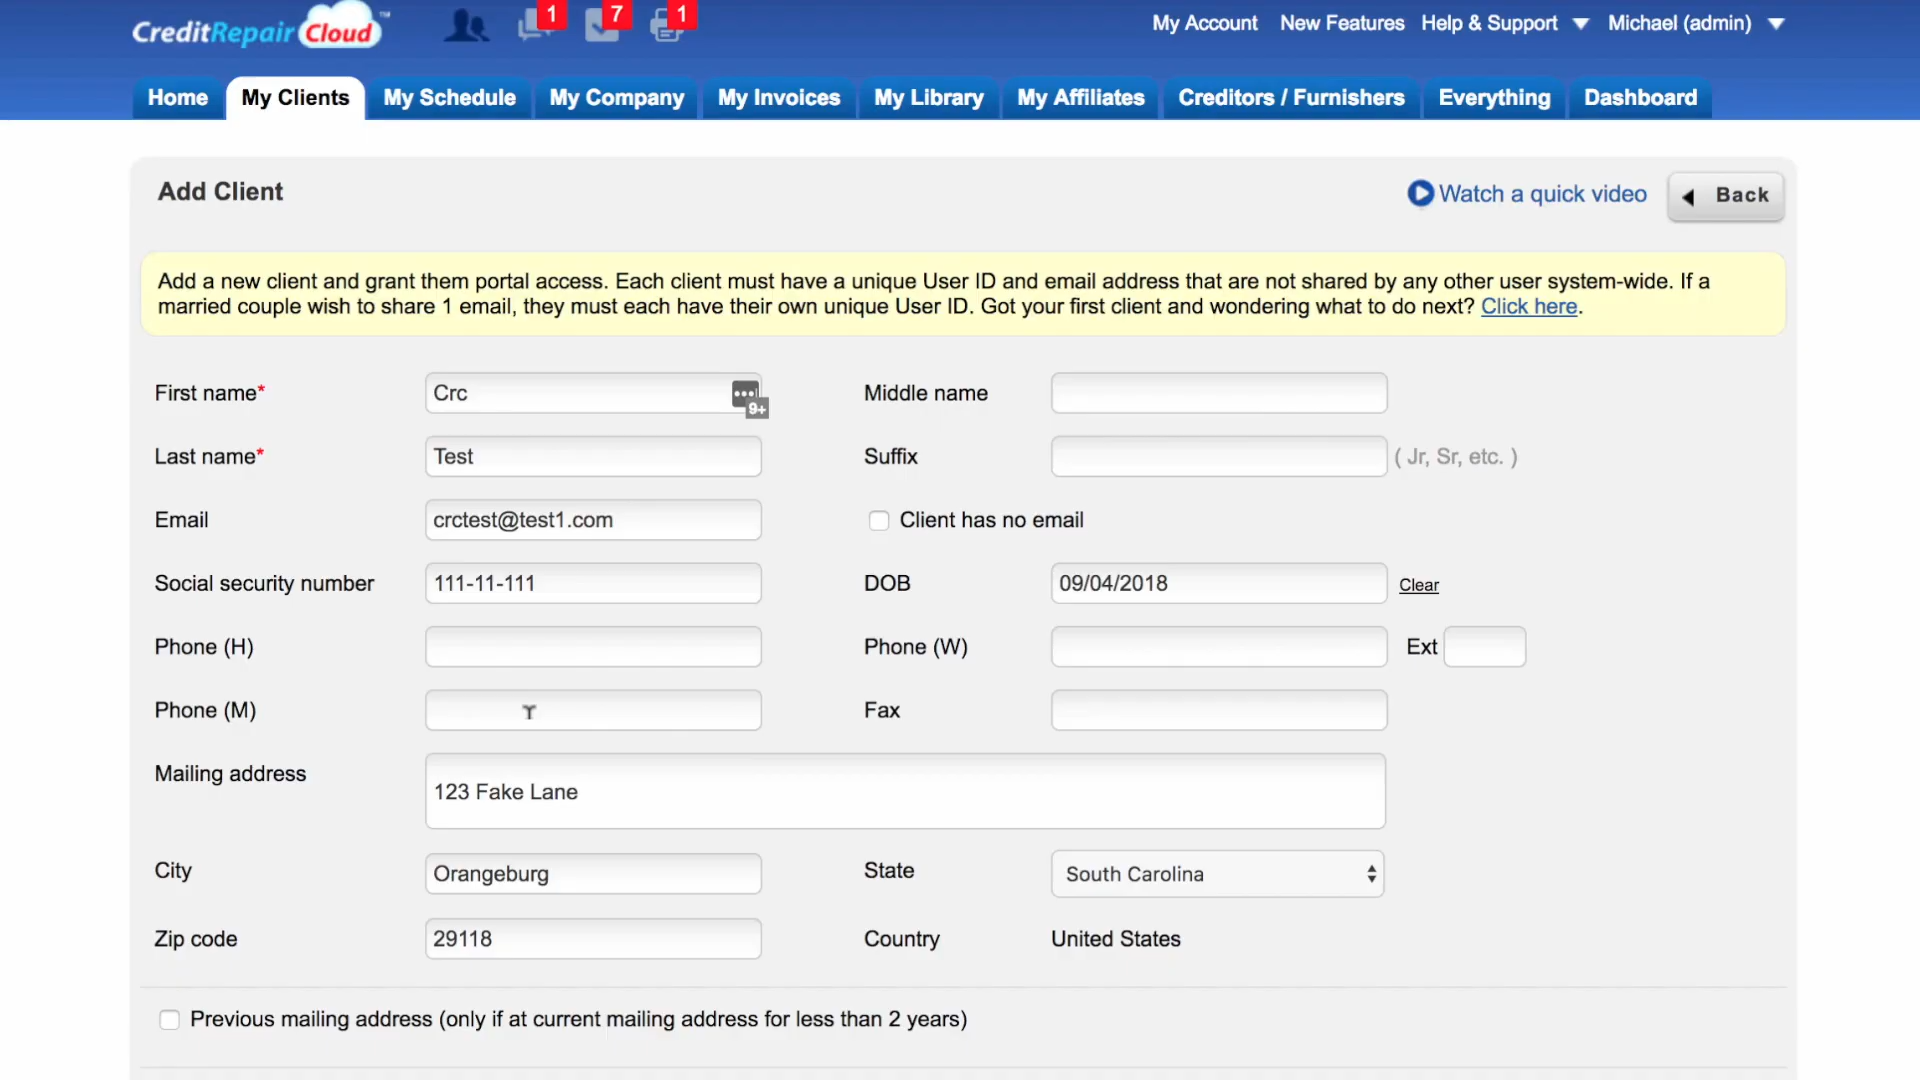 CreditRepair Cloud™
1
7
1
My Account New Features Help & Support Michael (admin)
Home My Clients My Schedule My Company My Invoices My Library My Affiliates Creditors / Furnishers Everything Dashboard
Add Client
Watch a quick video
Back
Add a new client and grant them portal access. Each client must have a unique User ID and email address that are not shared by any other user system-wide. If a
married couple wish to share 1 email, they must each have their own unique User ID. Got your first client and wondering what to do next? Click here.
First name* Crc 9+ Middle name
Last name* Test Suffix ( Jr, Sr, etc. )
Email crctest@test1.com Client has no email
Social security number 111-11-111 DOB 09/04/2018 Clear
Phone (H) Phone (W) Ext
Phone (M) Fax
Mailing address 123 Fake Lane
City Orangeburg State South Carolina
Zip code 29118 Country United States
Previous mailing address (only if at current mailing address for less than 2 years)